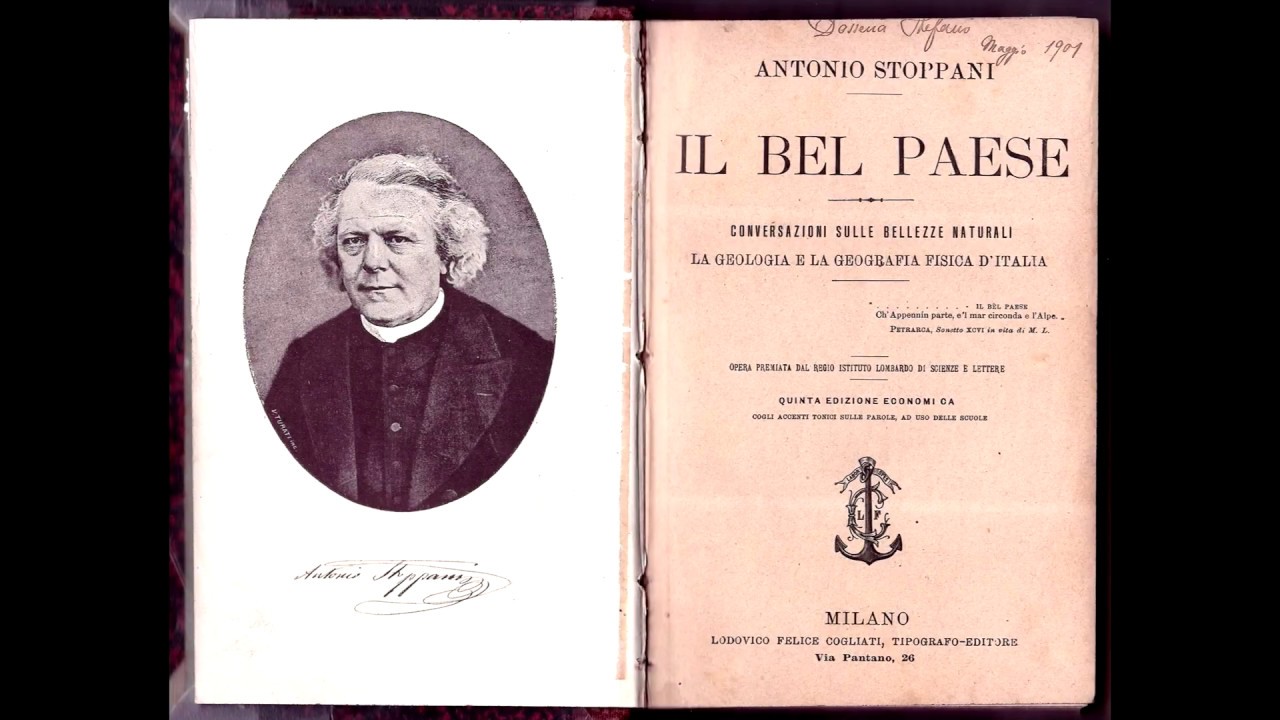 V. TURATI inc.
Antonio Stoppani
Dossena Stefano
Maggio 1901
ANTONIO STOPPANI
IL BEL PAESE
CONVERSAZIONI SULLE BELLEZZE NATURALI
LA GEOLOGIA E LA GEOGRAFIA FISICA D'ITALIA
. . . . . . . . . . IL BEL PAESE
Ch' Appennin parte, e 'l mar circonda e l'Alpe.
PETRARCA, Sonetto XCVI in vita di M. L.
OPERA PREMIATA DAL REGIO ISTITUTO LOMBARDO DI SCIENZE E LETTERE
QUINTA EDIZIONE ECONOMICA
COGLI ACCENTI TONICI SULLE PAROLE, AD USO DELLE SCUOLE
L F C
MILANO
LODOVICO FELICE COGLIATI, TIPOGRAFO-EDITORE
Via Pantano, 26